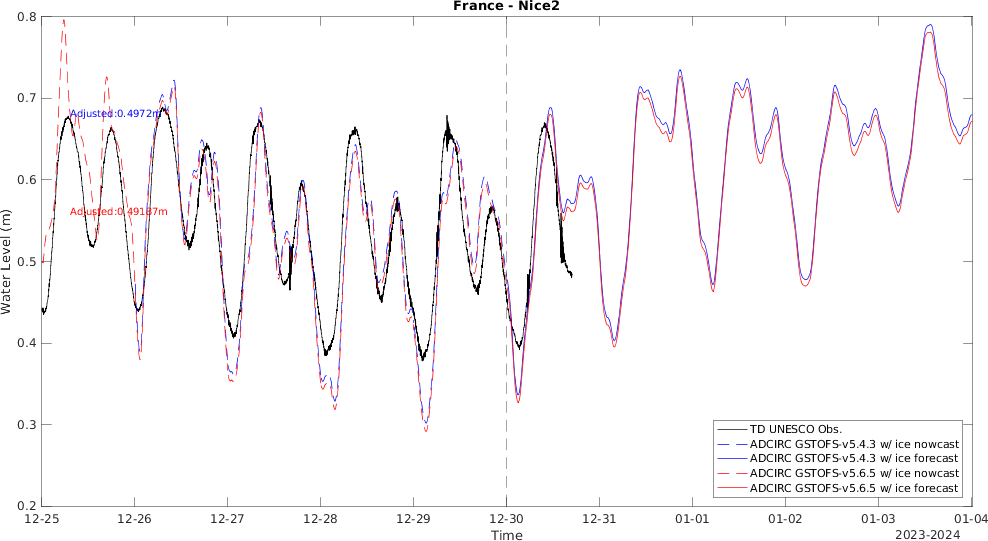 France - Nice2
0.8
0.7
0.6
0.5
0.4
0.3
0.2
Water Level (m)
Adjusted:0.4972m
Adjusted:0.49187m
TD UNESCO Obs.
ADCIRC GSTOFS-v5.4.3 w/ ice nowcast
ADCIRC GSTOFS-v5.4.3 w/ ice forecast
ADCIRC GSTOFS-v5.6.5 w/ ice nowcast
ADCIRC GSTOFS-v5.6.5 w/ ice forecast
12-25 12-26 12-27 12-28 12-29 12-30 12-31 01-01 01-02 01-03 01-04
Time
2023-2024